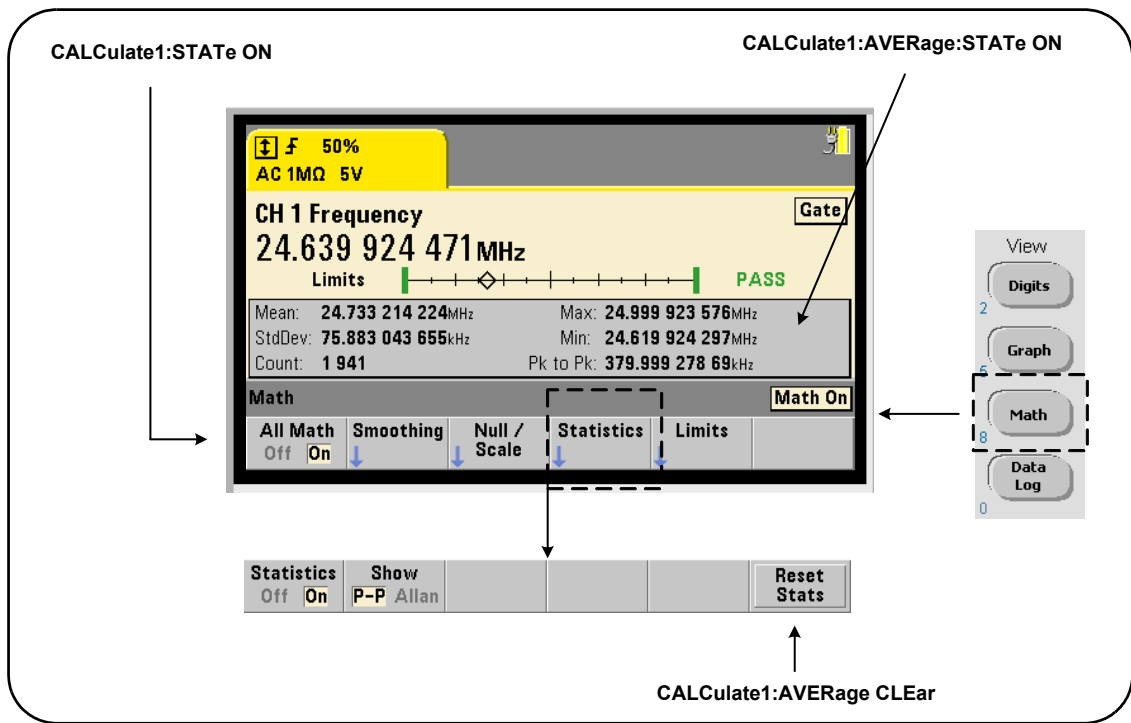 CALCulate1:STATe ON
CALCulate1:AVERage:STATe ON
50%
AC 1MΩ 5V
CH 1 Frequency
Gate
24.639 924 471 MHz
Limits
PASS
Mean: 24.733 214 224MHz Max: 24.999 923 576MHz
StdDev: 75.883 043 655kHz Min: 24.619 924 297MHz
Count: 1 941 Pk to Pk: 379.999 278 69kHz
Math
Math On
All Math Smoothing Null / Statistics Limits
Off On Scale
View
Digits
2
Graph
5
Math
8
Data
Log
0
Statistics Show Reset
Off On P-P Allan Stats
CALCulate1:AVERage CLEar